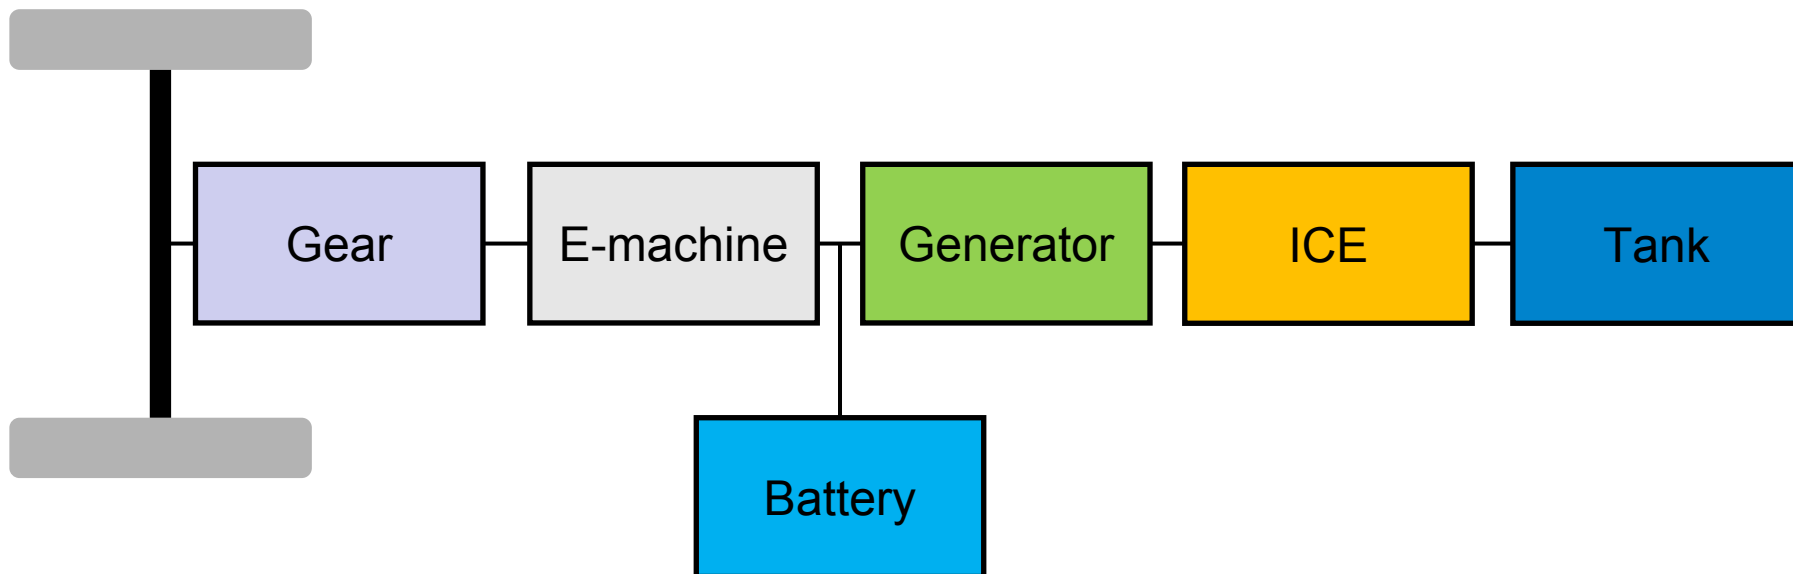 Gear
E-machine
Generator
ICE
Tank
Battery